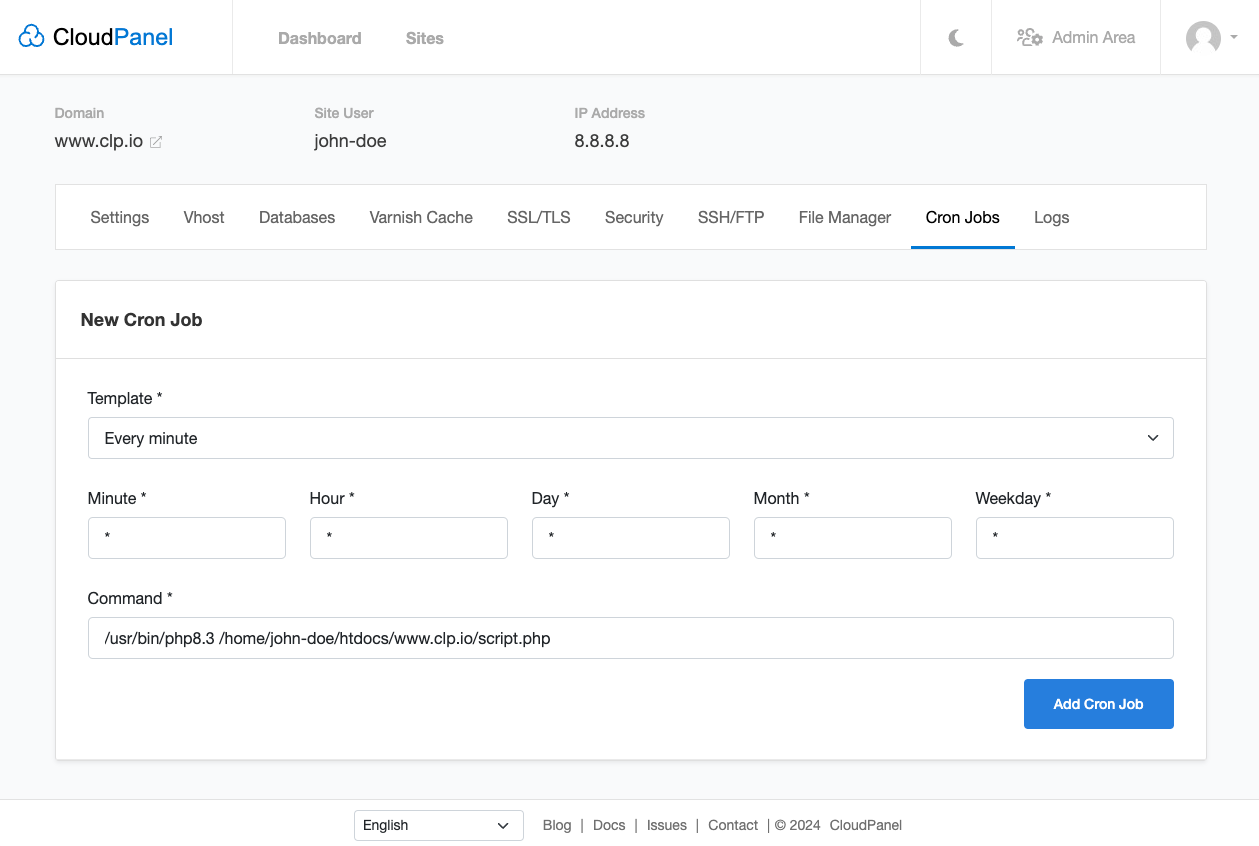 CloudPanel Dashboard Sites Admin Area
Domain Site User IP Address
www.clp.io john-doe 8.8.8.8
Settings Vhost Databases Varnish Cache SSL/TLS Security SSH/FTP File Manager Cron Jobs Logs
New Cron Job
Template *
Every minute
Minute * Hour * Day * Month * Weekday *
* * * * *
Command *
/usr/bin/php8.3 /home/john-doe/htdocs/www.clp.io/script.php
Add Cron Job
English Blog | Docs | Issues | Contact | © 2024 CloudPanel